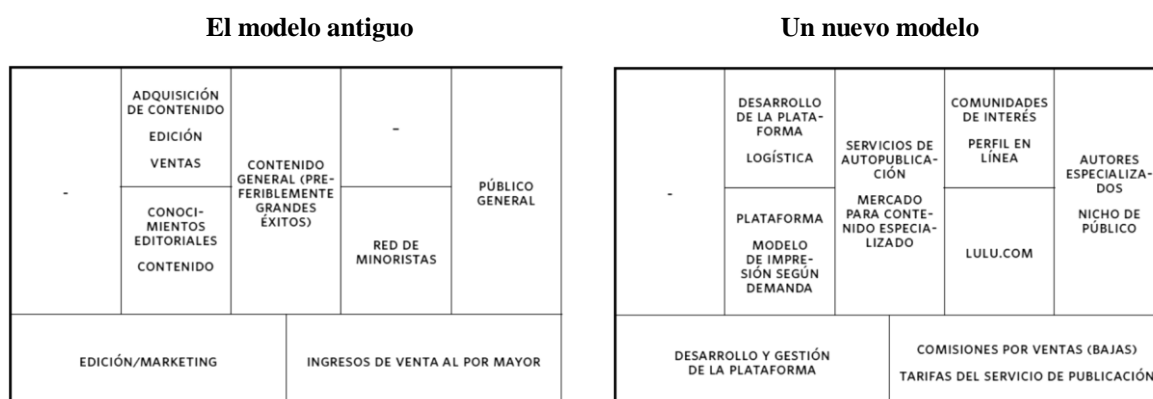 El modelo antiguo
-
ADQUISICIÓN
DE CONTENIDO
EDICIÓN
VENTAS
CONOCI-
MIENTOS
EDITORIALES
CONTENIDO
CONTENIDO
GENERAL (PRE-
FERIBLEMENTE
GRANDES
ÉXITOS)
-
RED DE
MINORISTAS
PÚBLICO
GENERAL
EDICIÓN/MARKETING
INGRESOS DE VENTA AL POR MAYOR
Un nuevo modelo
-
DESARROLLO
DE LA PLATA-
FORMA
LOGÍSTICA
PLATAFORMA
MODELO
DE IMPRE-
SIÓN SEGÚN
DEMANDA
SERVICIOS DE
AUTOPUBLICA-
CIÓN
MERCADO
PARA CONTE-
NIDO ESPECIA-
LIZADO
COMUNIDADES
DE INTERÉS
PERFIL EN
LÍNEA
LULU.COM
AUTORES
ESPECIALIZA-
DOS
NICHO DE
PÚBLICO
DESARROLLO Y GESTIÓN
DE LA PLATAFORMA
COMISIONES POR VENTAS (BAJAS)
TARIFAS DEL SERVICIO DE PUBLICACIÓN